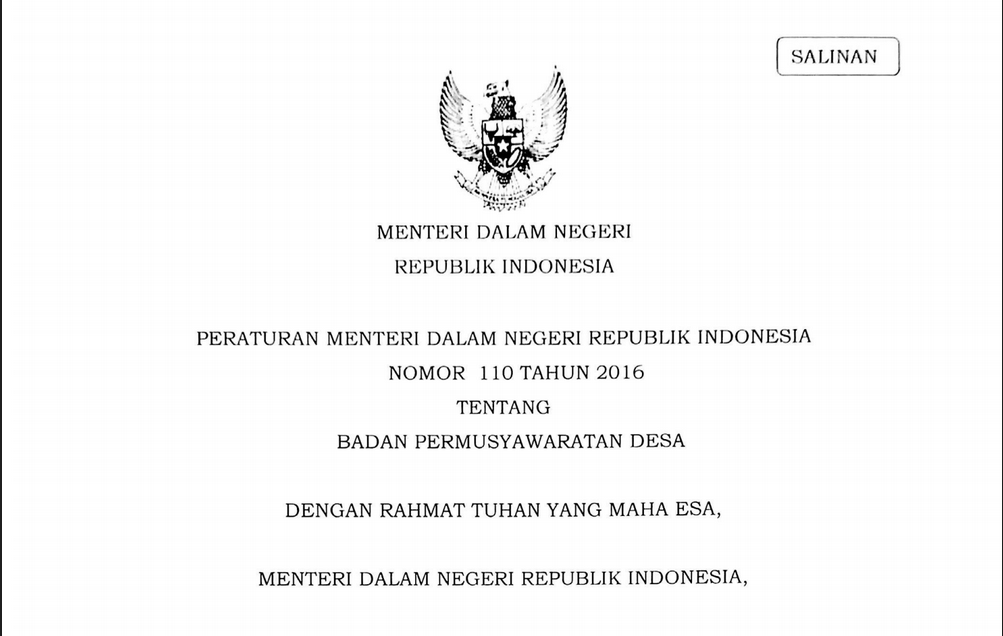 SALINAN
MENTERI DALAM NEGERI
REPUBLIK INDONESIA
PERATURAN MENTERI DALAM NEGERI REPUBLIK INDONESIA
NOMOR 110 TAHUN 2016
TENTANG
BADAN PERMUSYAWARATAN DESA
DENGAN RAHMAT TUHAN YANG MAHA ESA,
MENTERI DALAM NEGERI REPUBLIK INDONESIA,